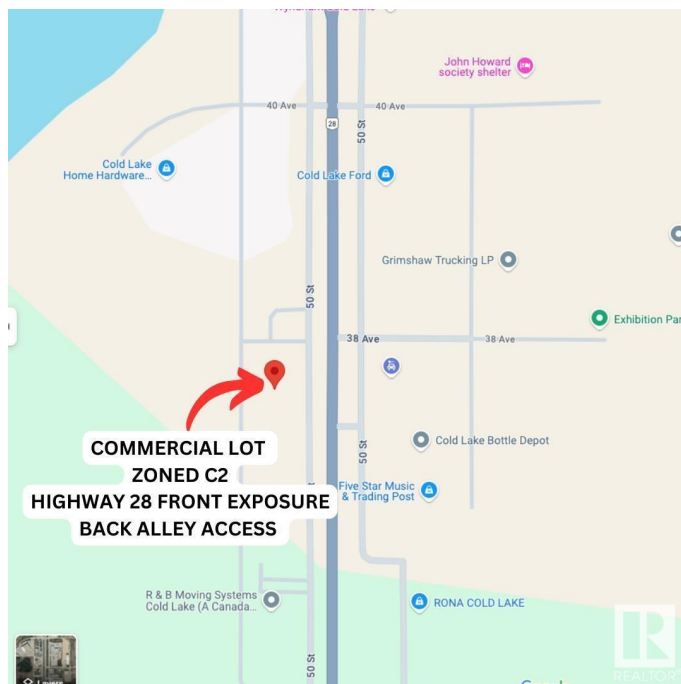 John Howard
society shelter
40 Ave
40 Ave
28
50 St
Cold Lake
Home Hardware...
Cold Lake Ford
Grimshaw Trucking LP
50 St
Exhibition Par
38 Ave
38 Ave
COMMERCIAL LOT
ZONED C2
HIGHWAY 28 FRONT EXPOSURE
BACK ALLEY ACCESS
Cold Lake Bottle Depot
50 St
Five Star Music
& Trading Post
R & B Moving Systems
Cold Lake (A Canada...
RONA COLD LAKE
50 St
Layers
REALTOR